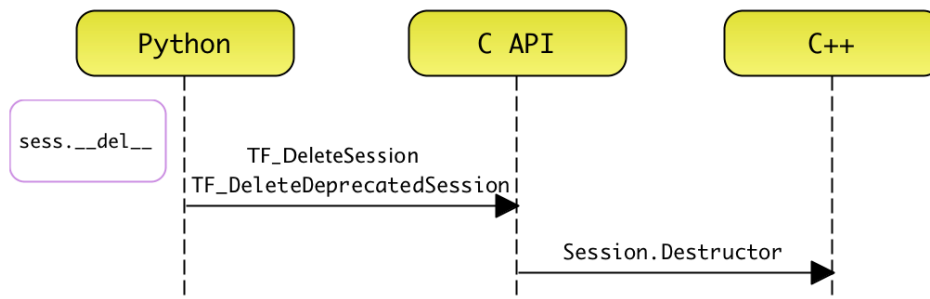 Python
C API
C++
sess.__del__
TF_DeleteSession
TF_DeleteDeprecatedSession
Session.Destructor